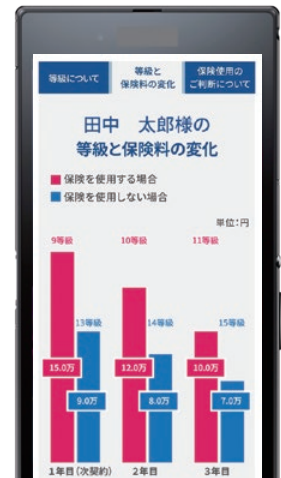 等級について
等級と
保険料の変化
保険使用の
ご判断について
田中　太郎様の
等級と保険料の変化
保険を使用する場合
保険を使用しない場合
単位:円
9等級
10等級
11等級
13等級
14等級
15等級
15.0万
12.0万
10.0万
9.0万
8.0万
7.0万
1年目(次契約)
2年目
3年目